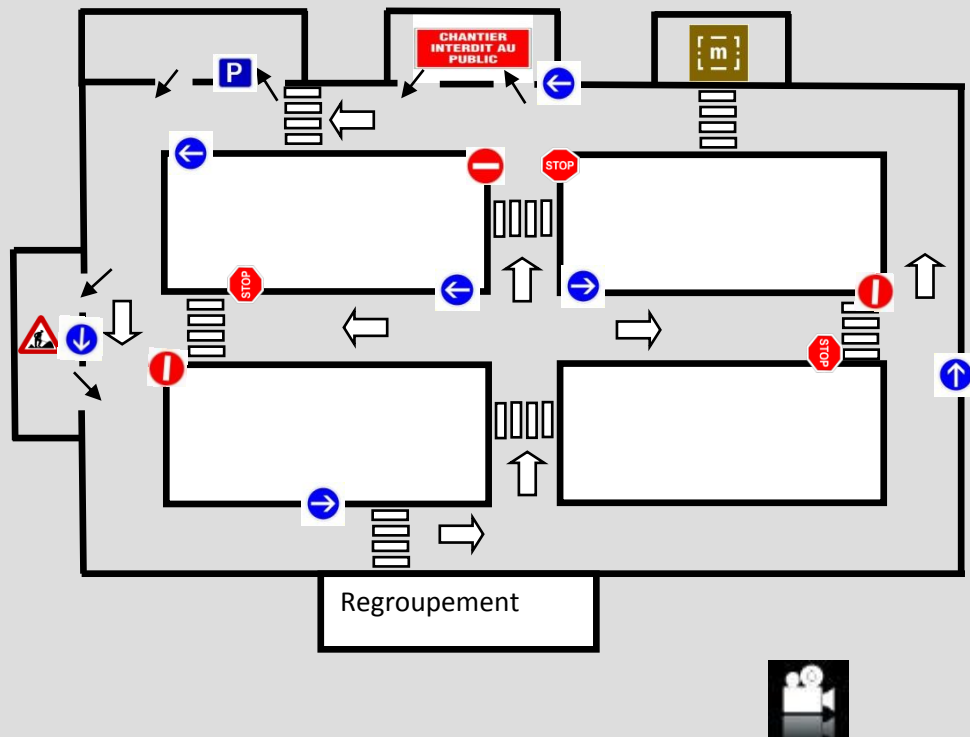 CHANTIER
INTERDIT AU
PUBLIC
[m]
P
STOP
STOP
STOP
Regroupement